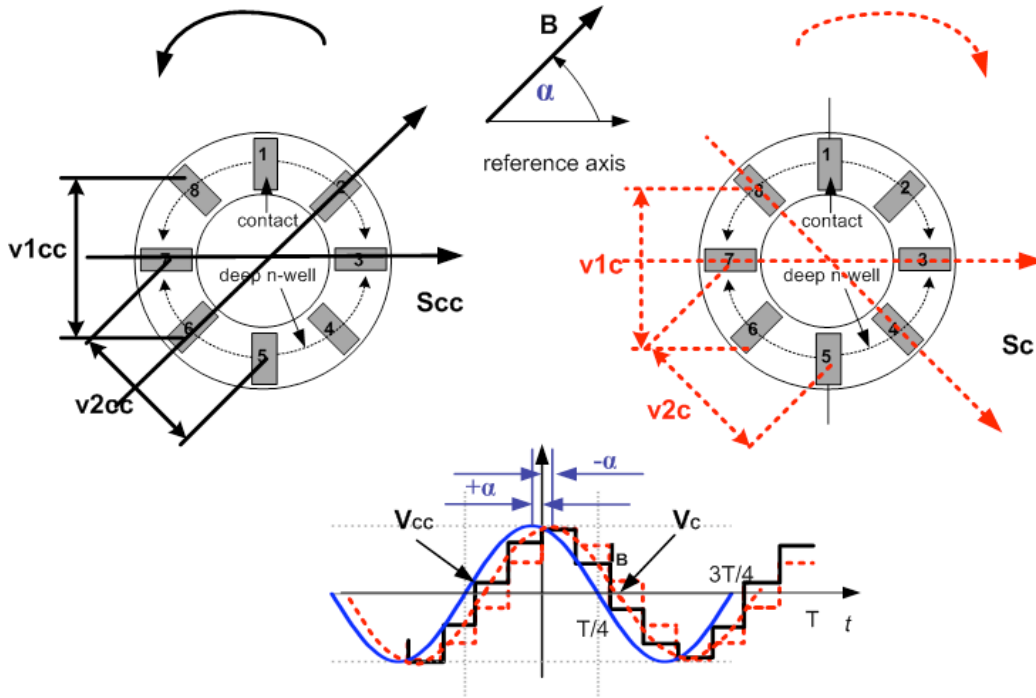 B
α
reference axis
1
2
3
4
5
6
7
8
contact
deep n-well
v1cc
v2cc
Scc
1
2
3
4
5
6
7
8
contact
deep n-well
v1c
v2c
Sc
-α
+α
Vcc
Vc
B
T/4
3T/4
T
t